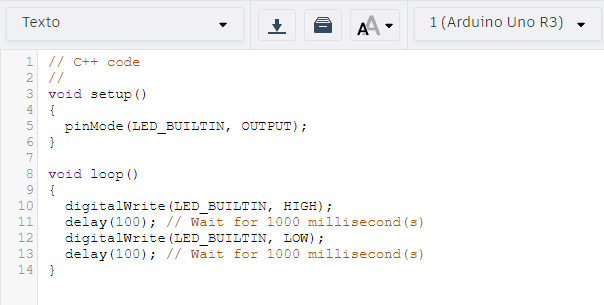 Texto
AA
1 (Arduino Uno R3)
1 // C++ code
2 //
3 void setup()
4 {
5   pinMode(LED_BUILTIN, OUTPUT);
6 }
7
8 void loop()
9 {
10   digitalWrite(LED_BUILTIN, HIGH);
11   delay(100); // Wait for 1000 millisecond(s)
12   digitalWrite(LED_BUILTIN, LOW);
13   delay(100); // Wait for 1000 millisecond(s)
14 }